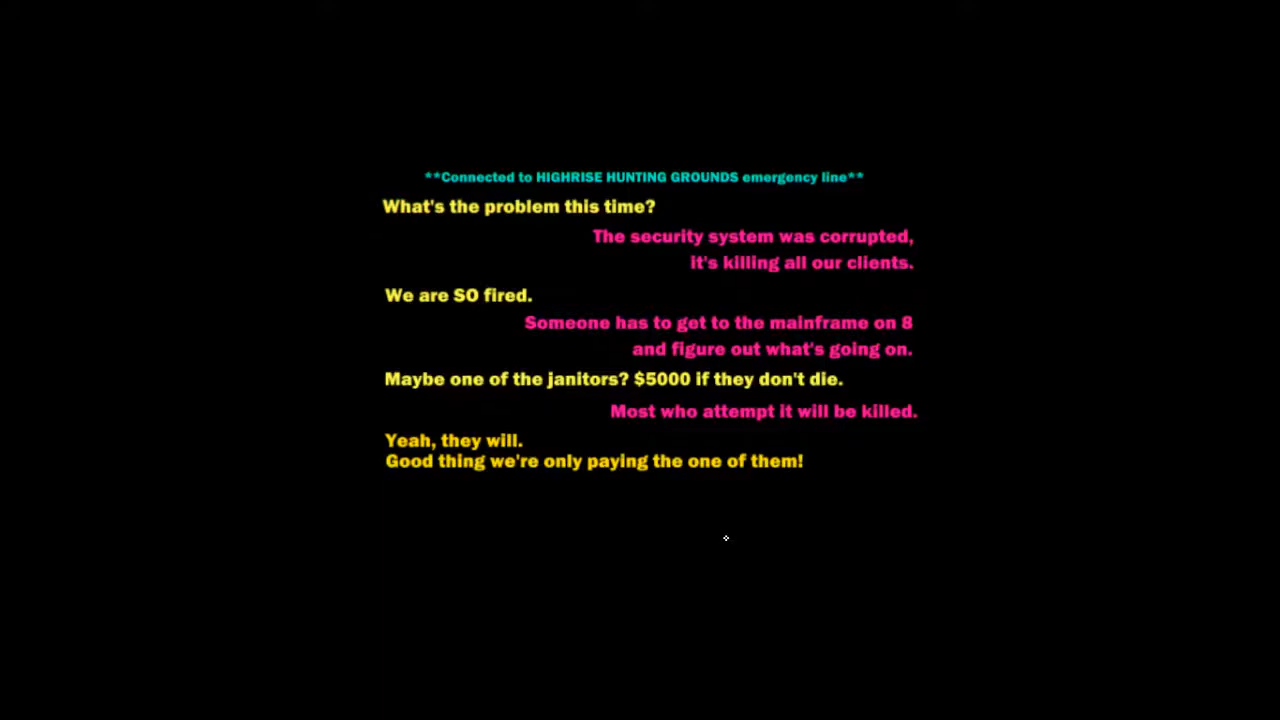 **Connected to HIGHRISE HUNTING GROUNDS emergency line**
What's the problem this time?
The security system was corrupted,
it's killing all our clients.
We are SO fired.
Someone has to get to the mainframe on 8
and figure out what's going on.
Maybe one of the janitors? $5000 if they don't die.
Most who attempt it will be killed.
Yeah, they will.
Good thing we're only paying the one of them!